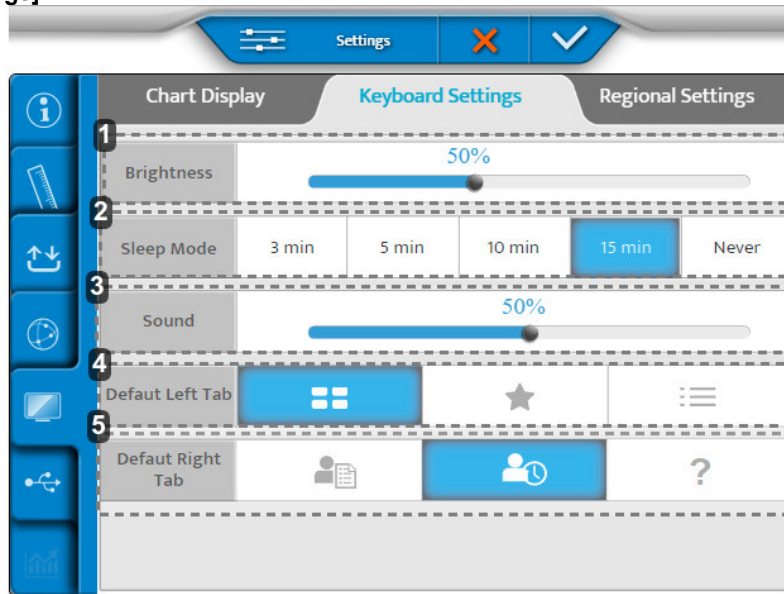 ge]
Settings
Chart Display Keyboard Settings Regional Settings
1
50%
Brightness
2
Sleep Mode 3 min 5 min 10 min 15 min Never
3
50%
Sound
4
Defaut Left Tab
5
Defaut Right
Tab
?